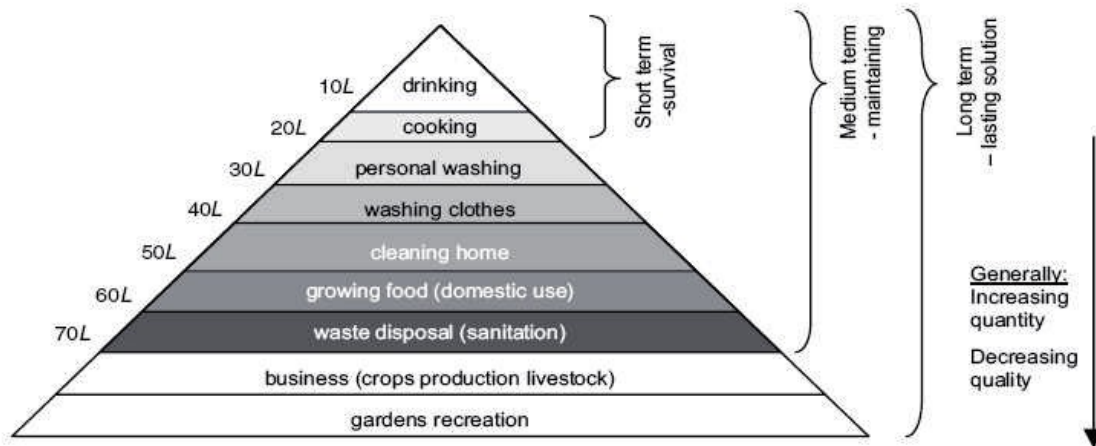 10L
drinking
20L
cooking
30L
personal washing
40L
washing clothes
50L
cleaning home
60L
growing food (domestic use)
70L
waste disposal (sanitation)
business (crops production livestock)
gardens recreation
Short term
-survival
Medium term
- maintaining
Long term
– lasting solution
Generally:
Increasing
quantity
Decreasing
quality